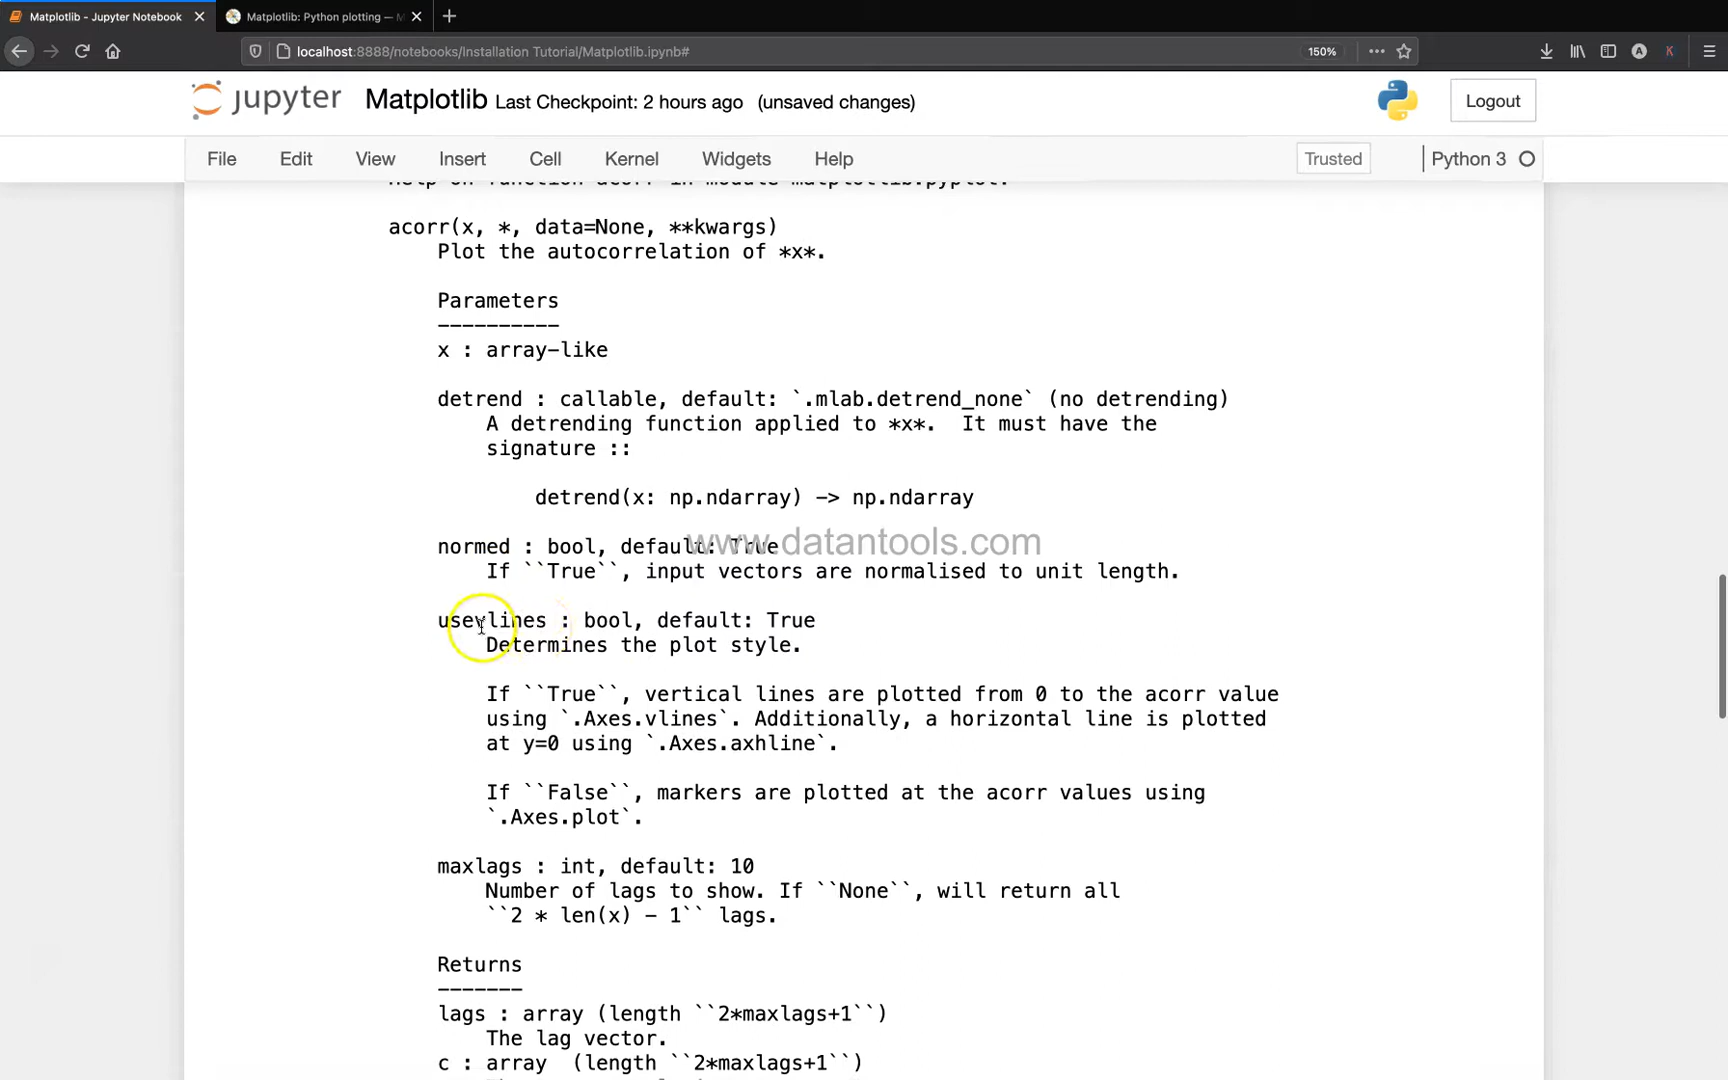 Matplotlib - Jupyter Notebook
Matplotlib: Python plotting — M
localhost:8888/notebooks/Installation Tutorial/Matplotlib.ipynb#
150%
jupyter Matplotlib Last Checkpoint: 2 hours ago (unsaved changes)
Logout
File Edit View Insert Cell Kernel Widgets Help
Trusted
Python 3
Help on function acorr in module matplotlib.pyplot:
acorr(x, *, data=None, **kwargs)
Plot the autocorrelation of *x*.
Parameters
----------
x : array-like
detrend : callable, default: `.mlab.detrend_none` (no detrending)
A detrending function applied to *x*.  It must have the
signature ::
detrend(x: np.ndarray) -> np.ndarray
www.datantools.com
normed : bool, default: True
If ``True``, input vectors are normalised to unit length.
usevlines : bool, default: True
Determines the plot style.
If ``True``, vertical lines are plotted from 0 to the acorr value
using `.Axes.vlines`. Additionally, a horizontal line is plotted
at y=0 using `.Axes.axhline`.
If ``False``, markers are plotted at the acorr values using
`.Axes.plot`.
maxlags : int, default: 10
Number of lags to show. If ``None``, will return all
``2 * len(x) - 1`` lags.
Returns
-------
lags : array (length ``2*maxlags+1``)
The lag vector.
c : array  (length ``2*maxlags+1``)